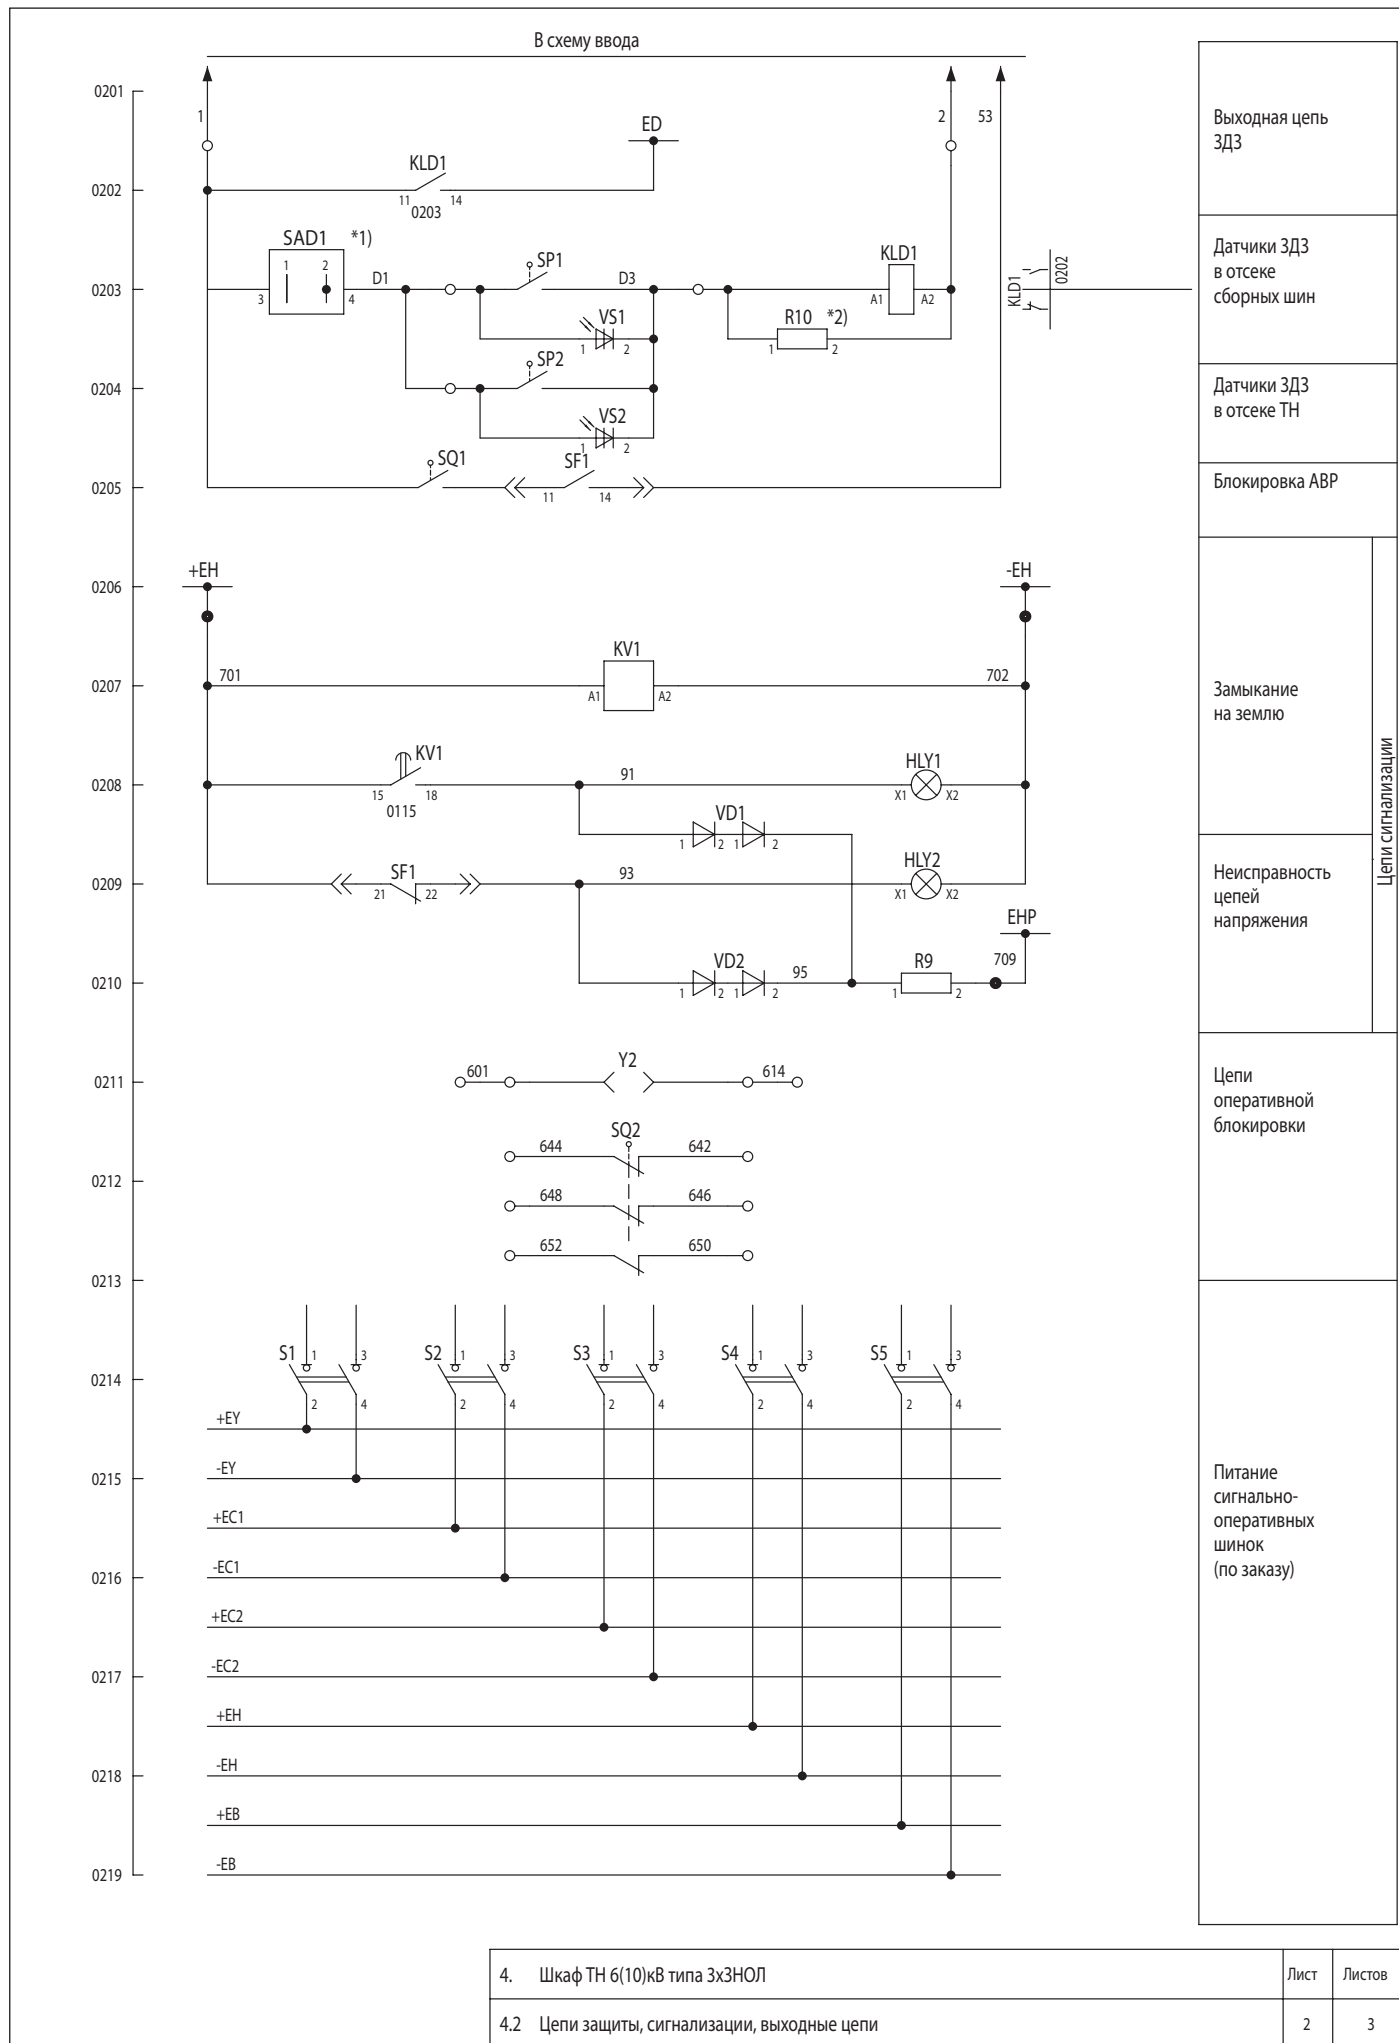 В схему ввода
0201
1
2
53
ED
Выходная цепь
ЗДЗ
KLD1
0202
11
14
0203
SAD1
*1)
1
2
3
4
0203
D1
SP1
D3
KLD1
A1
A2
KLD1
0202
Датчики ЗДЗ
в отсеке
сборных шин
VS1
1
2
R10
*2)
1
2
0204
SP2
Датчики ЗДЗ
в отсеке ТН
VS2
1
2
0205
SQ1
SF1
11
14
Блокировка АВР
0206
+EH
-EH
0207
701
KV1
A1
A2
702
Замыкание
на землю
Цепи сигнализации
0208
KV1
15
18
0115
91
HLY1
X1
X2
VD1
1
2
1
2
0209
SF1
21
22
93
HLY2
X1
X2
Неисправность
цепей
напряжения
EHP
0210
VD2
1
2
1
2
95
R9
1
2
709
0211
601
Y2
614
Цепи
оперативной
блокировки
SQ2
644
642
0212
648
646
652
650
0213
0214
S1
1
3
2
4
S2
1
3
2
4
S3
1
3
2
4
S4
1
3
2
4
S5
1
3
2
4
+EY
0215
-EY
+EC1
0216
-EC1
+EC2
0217
-EC2
+EH
0218
-EH
+EB
0219
-EB
Питание
сигнально-
оперативных
шинок
(по заказу)
4. Шкаф ТН 6(10)кВ типа 3хЗНОЛ
Лист
Листов
4.2 Цепи защиты, сигнализации, выходные цепи
2
3